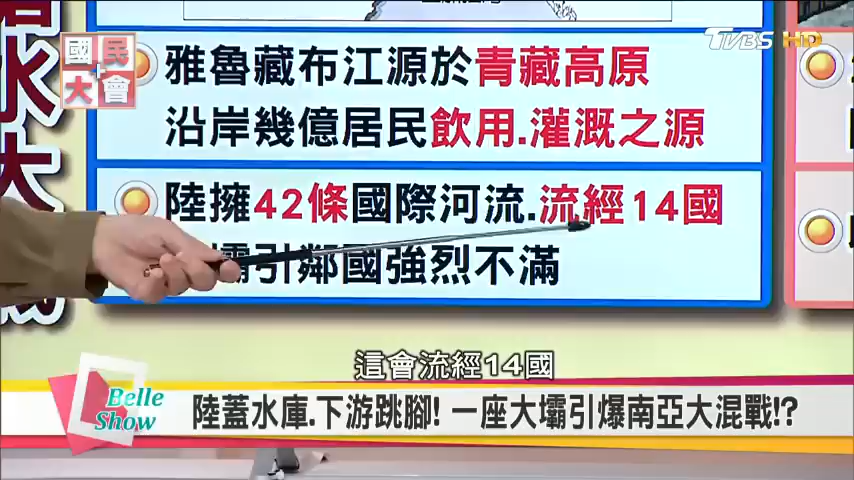 國民大會
TVBS HD
雅魯藏布江源於青藏高原
沿岸幾億居民飲用.灌溉之源
陸擁42條國際河流.流經14國
壩引鄰國強烈不滿
這會流經14國
Belle Show
陸蓋水庫.下游跳腳! 一座大壩引爆南亞大混戰!?